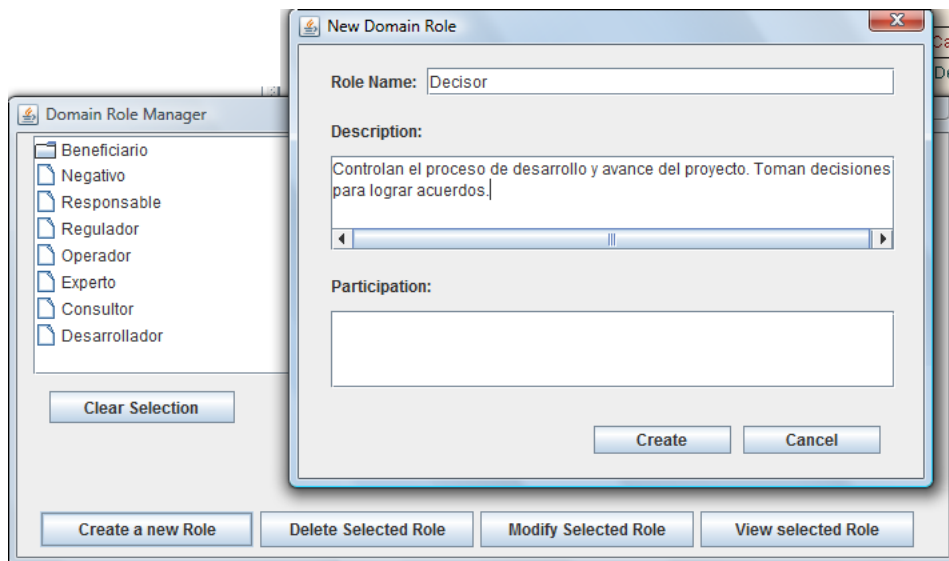 New Domain Role
Role Name:
Decisor
Description:
Controlan el proceso de desarrollo y avance del proyecto. Toman decisiones
para lograr acuerdos.
Participation:
Create
Cancel
Domain Role Manager
Beneficiario
Negativo
Responsable
Regulador
Operador
Experto
Consultor
Desarrollador
Clear Selection
Create a new Role
Delete Selected Role
Modify Selected Role
View selected Role